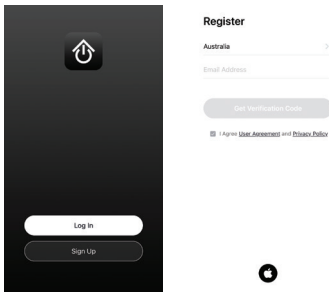 Log In
Sign Up
Register
Australia
Email Address
Get Verification Code
I Agree User Agreement and Privacy Policy